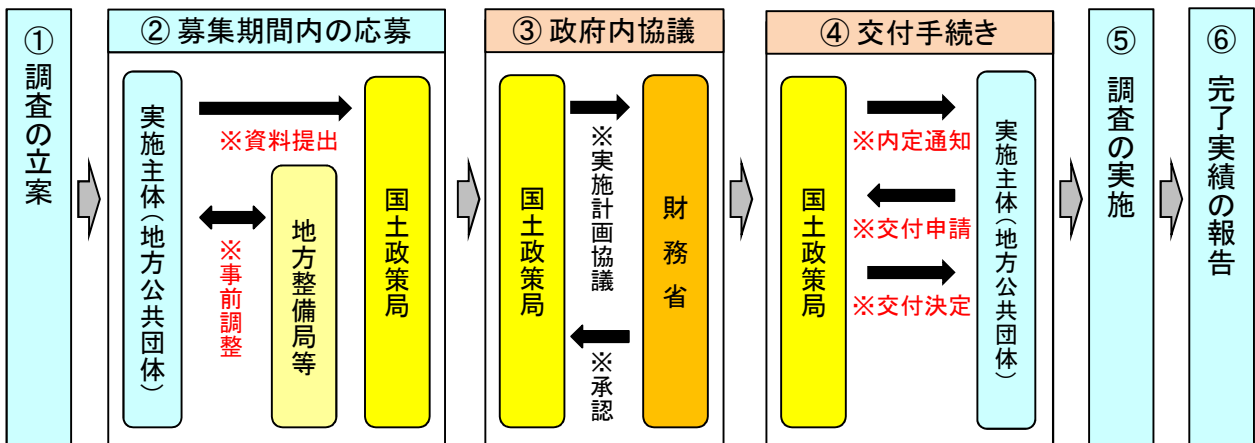 ①調査の立案
②募集期間内の応募
実施主体(地方公共団体)
※資料提出
※事前調整
地方整備局等
国土政策局
③政府内協議
国土政策局
※実施計画協議
※承認
財務省
④交付手続き
国土政策局
※内定通知
※交付申請
※交付決定
実施主体(地方公共団体)
⑤調査の実施
⑥完了実績の報告